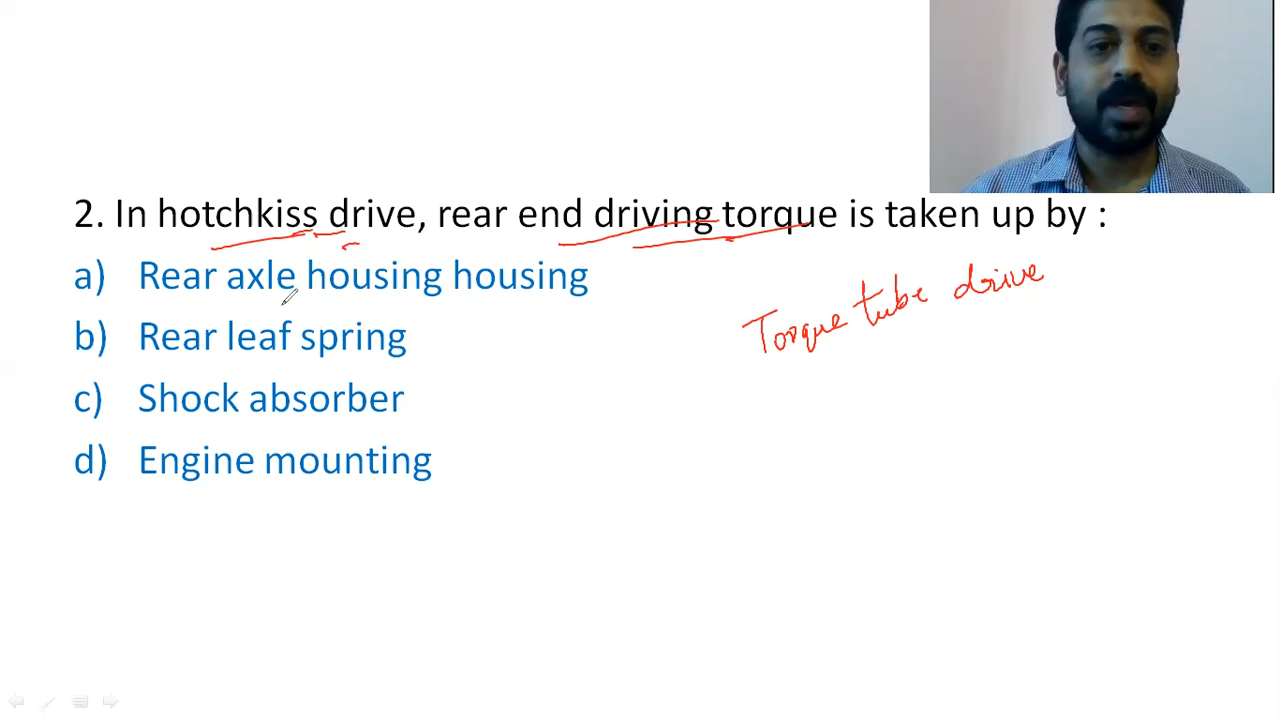 2. In hotchkiss drive, rear end driving torque is taken up by :
a) Rear axle housing housing
b) Rear leaf spring
c) Shock absorber
d) Engine mounting
Torque tube drive